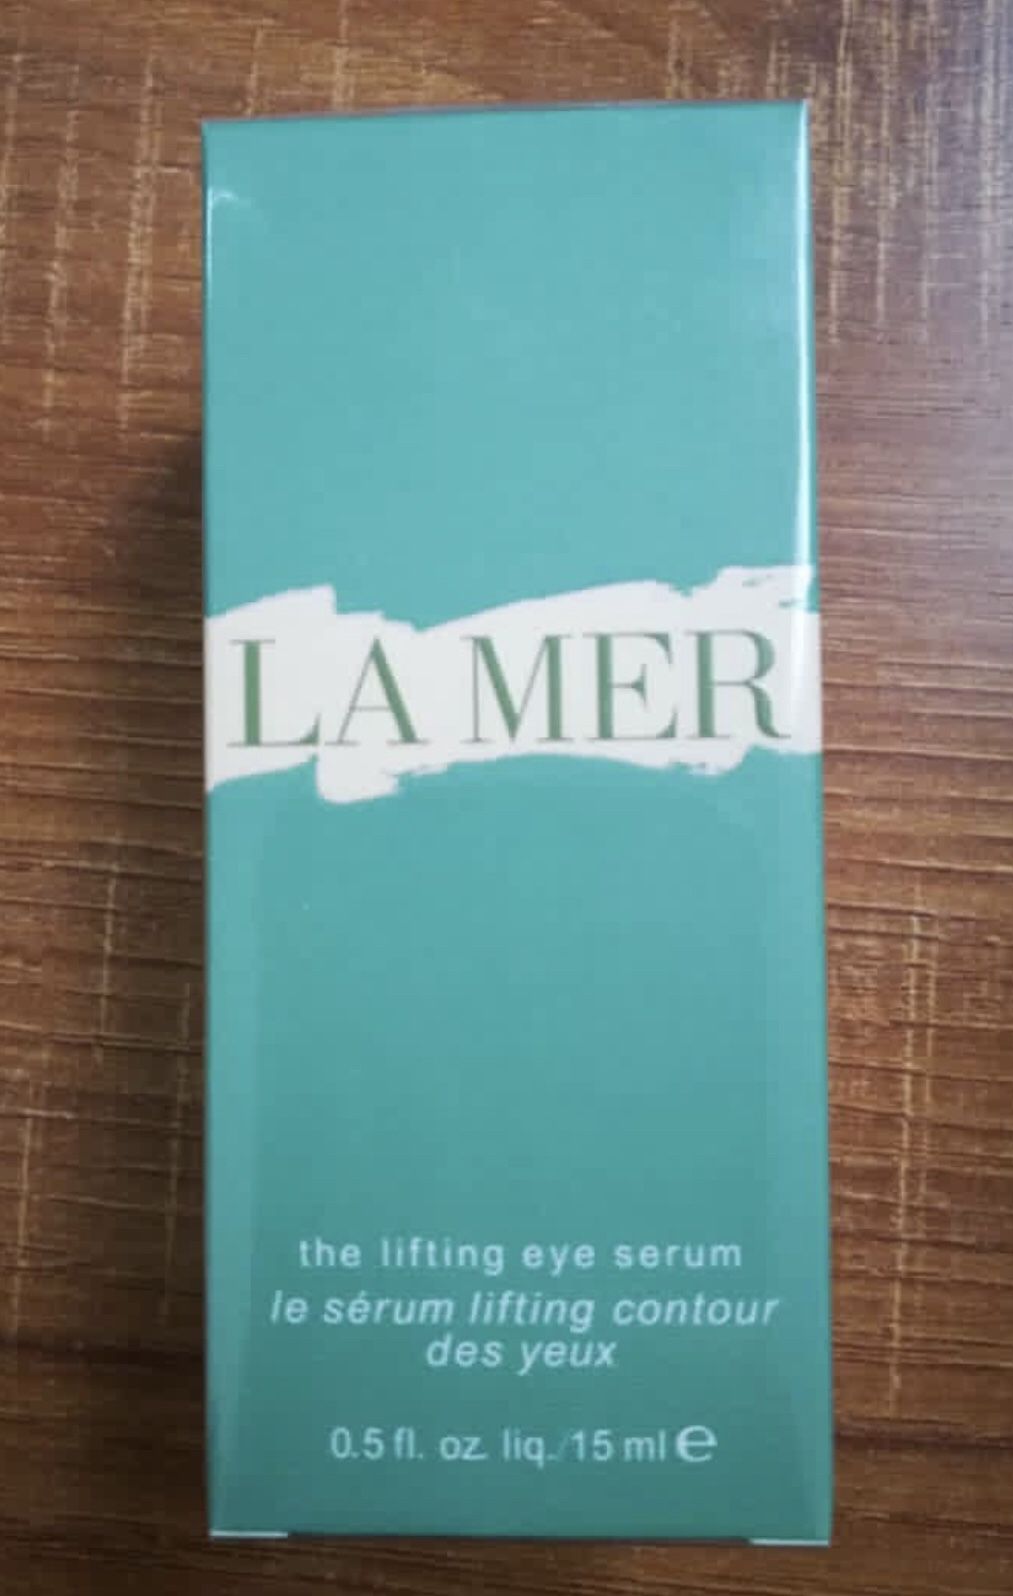 LA MER
the lifting eye serum
le sérum lifting contour
des yeux
0.5 fl. oz. liq./15 ml e